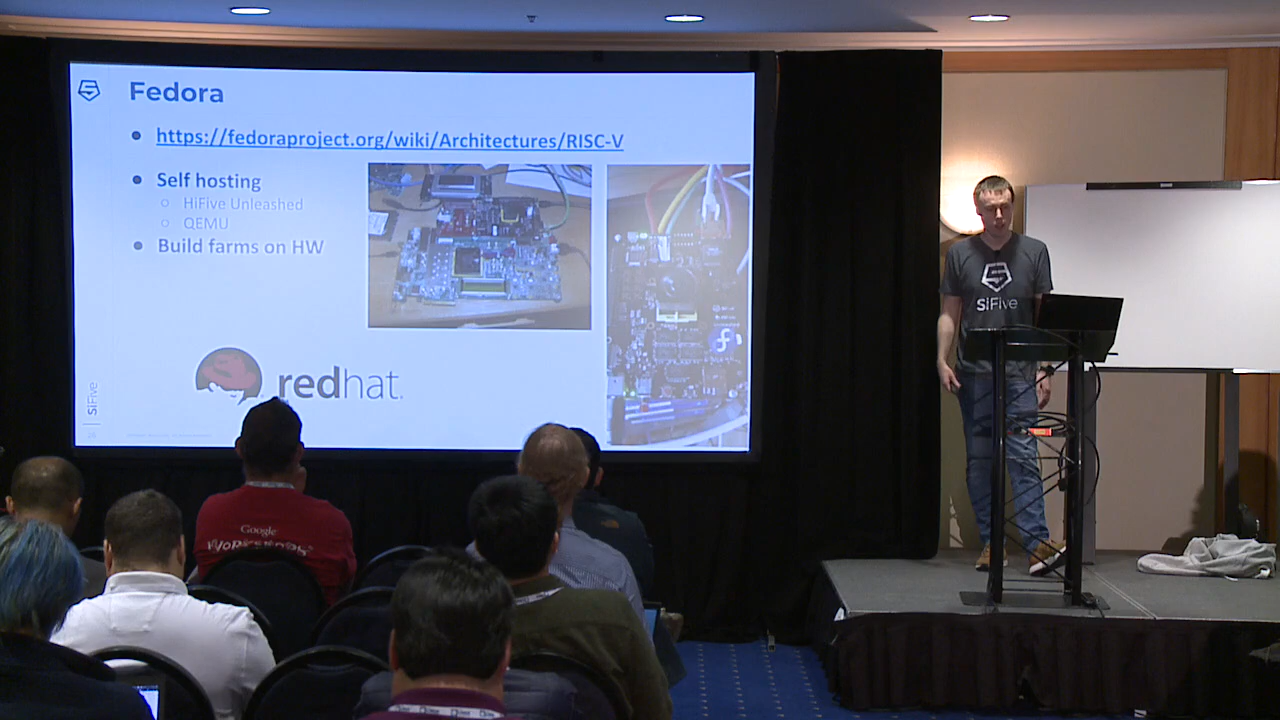 Fedora
https://fedoraproject.org/wiki/Architectures/RISC-V
Self hosting
HiFive Unleashed
QEMU
Build farms on HW
redhat.
SiFive
SiFive
Google